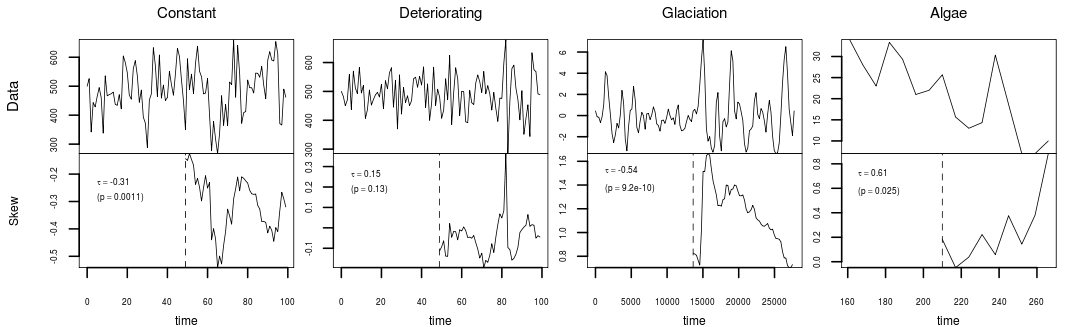 Constant Deteriorating Glaciation Algae
Data
300 400 500 600
300 400 500 600
-2 0 2 4 6
10 15 20 25 30
Skew
-0.5 -0.4 -0.3 -0.2
τ = -0.31
(p = 0.0011)
-0.1 0.1 0.2 0.3
τ = 0.15
(p = 0.13)
0.8 1.0 1.2 1.4 1.6
τ = -0.54
(p = 9.2e-10)
0.0 0.2 0.4 0.6 0.8
τ = 0.61
(p = 0.025)
0 20 40 60 80 100
0 20 40 60 80 100
0 5000 10000 15000 20000 25000
160 180 200 220 240 260
time time time time